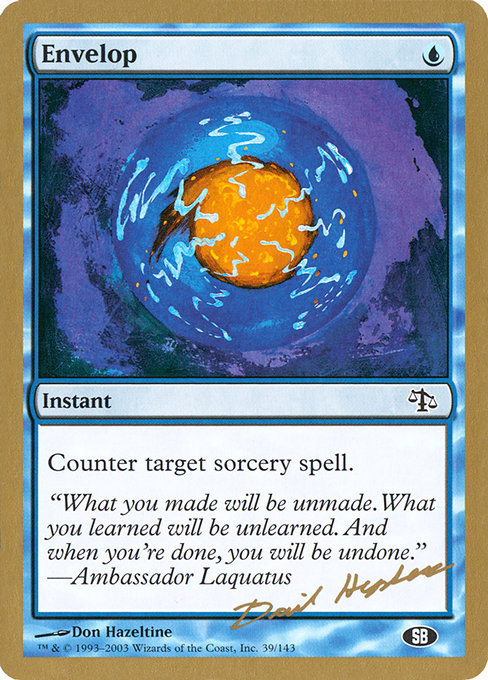 Envelop
Instant
Counter target sorcery spell.
“What you made will be unmade. What
you learned will be unlearned. And
when you're done, you will be undone.”
—Ambassador Laquatus
Don Hazeltine
SB
™ & © 1993–2003 Wizards of the Coast, Inc. 39/143